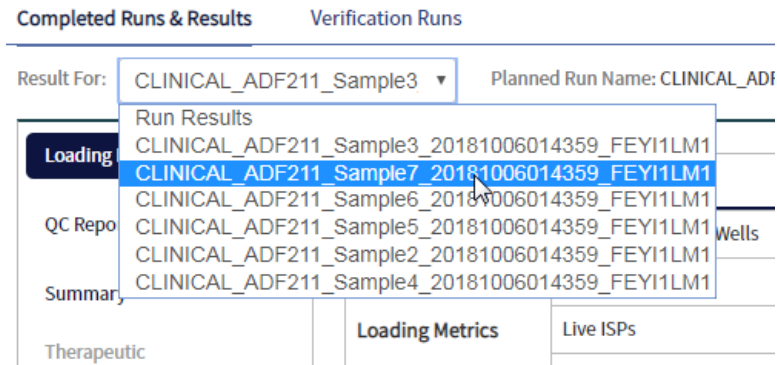 Completed Runs & Results    Verification Runs
Result For: CLINICAL_ADF211_Sample3 ▼ Planned Run Name: CLINICAL_ADF
Run Results
CLINICAL_ADF211_Sample3_20181006014359_FEYI1LM1
Loading
CLINICAL_ADF211_Sample7_20181006014359_FEYI1LM1
CLINICAL_ADF211_Sample6_20181006014359_FEYI1LM1
QC Repo CLINICAL_ADF211_Sample5_20181006014359_FEYI1LM1 Wells
CLINICAL_ADF211_Sample2_20181006014359_FEYI1LM1
Summary CLINICAL_ADF211_Sample4_20181006014359_FEYI1LM1
Loading Metrics    Live ISPs
Therapeutic